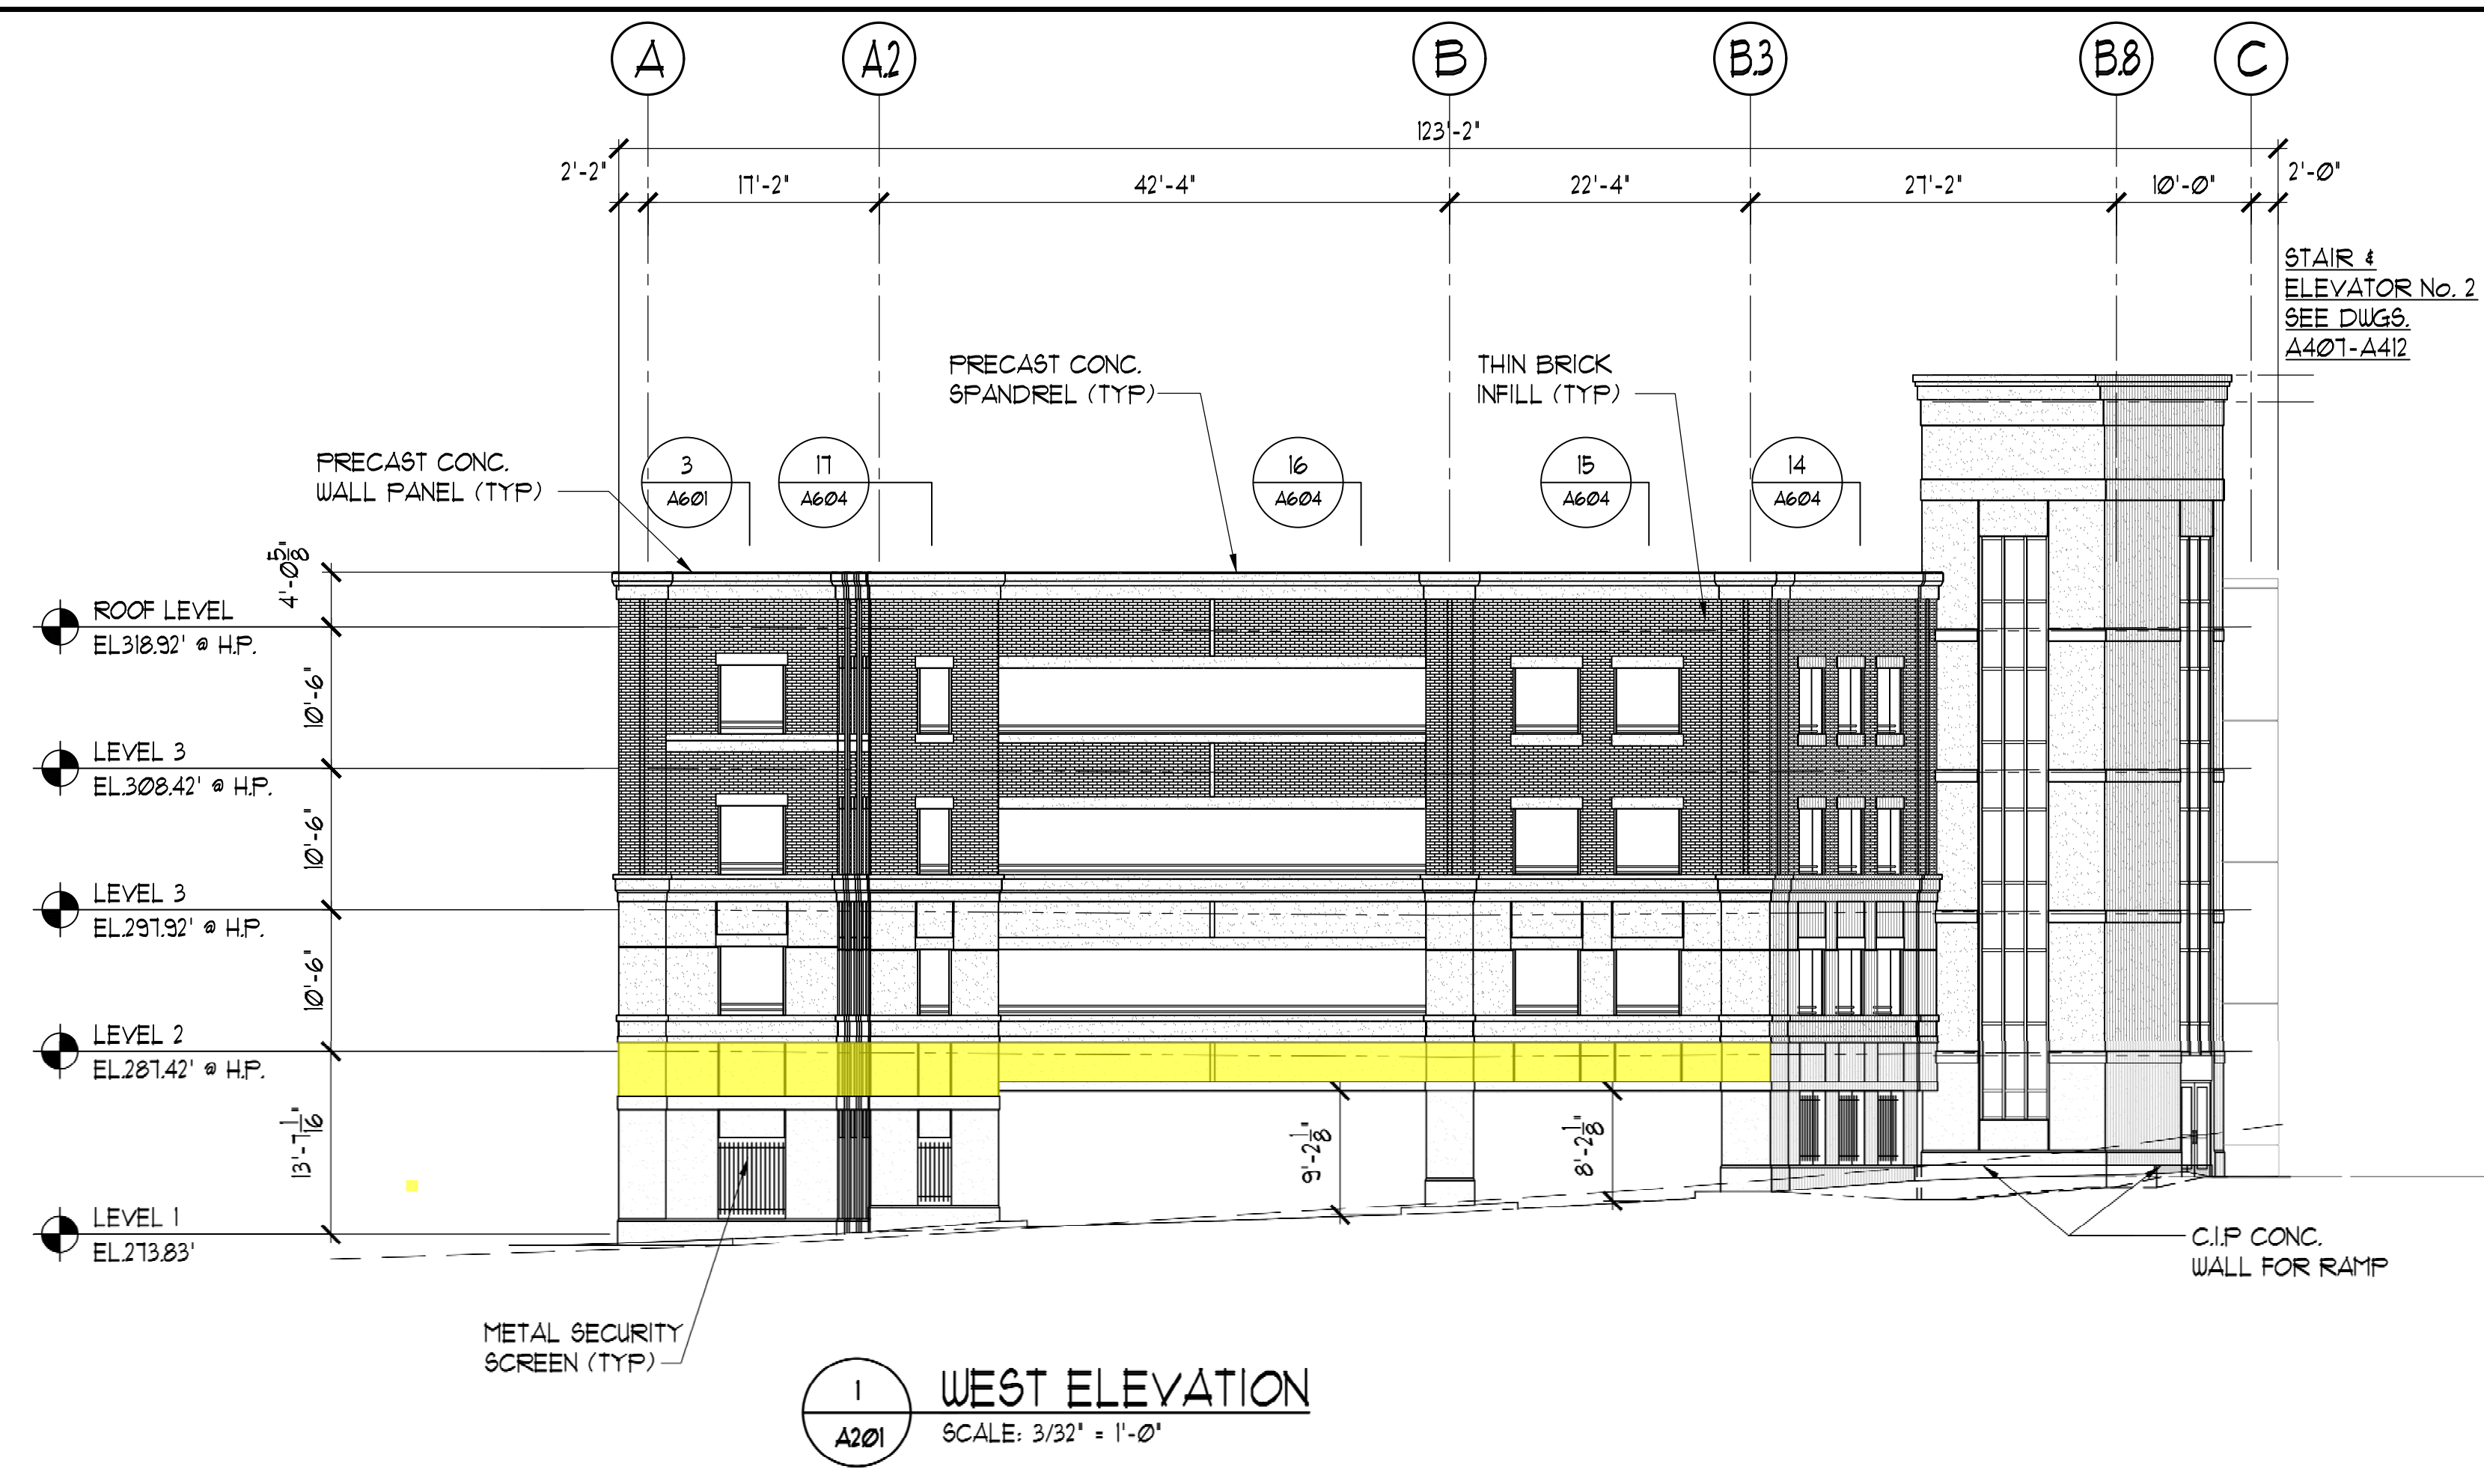 A
A.2
B
B.3
B.8
C
123'-2"
2'-2"
17'-2"
42'-4"
22'-4"
27'-2"
10'-0"
2'-0"
STAIR &
ELEVATOR No. 2
SEE DWGS.
A407-A412
PRECAST CONC.
SPANDREL (TYP)
THIN BRICK
INFILL (TYP)
PRECAST CONC.
WALL PANEL (TYP)
3
A601
17
A604
16
A604
15
A604
14
A604
4'-0 5/8"
ROOF LEVEL
EL.318.92' @ H.P.
10'-6"
LEVEL 3
EL.308.42' @ H.P.
10'-6"
LEVEL 3
EL.297.92' @ H.P.
10'-6"
LEVEL 2
EL.287.42' @ H.P.
13'-7 1/16"
9'-2 1/8"
8'-2 1/8"
LEVEL 1
EL.273.83'
C.I.P CONC.
WALL FOR RAMP
METAL SECURITY
SCREEN (TYP)
1
A201
WEST ELEVATION
SCALE: 3/32" = 1'-0"